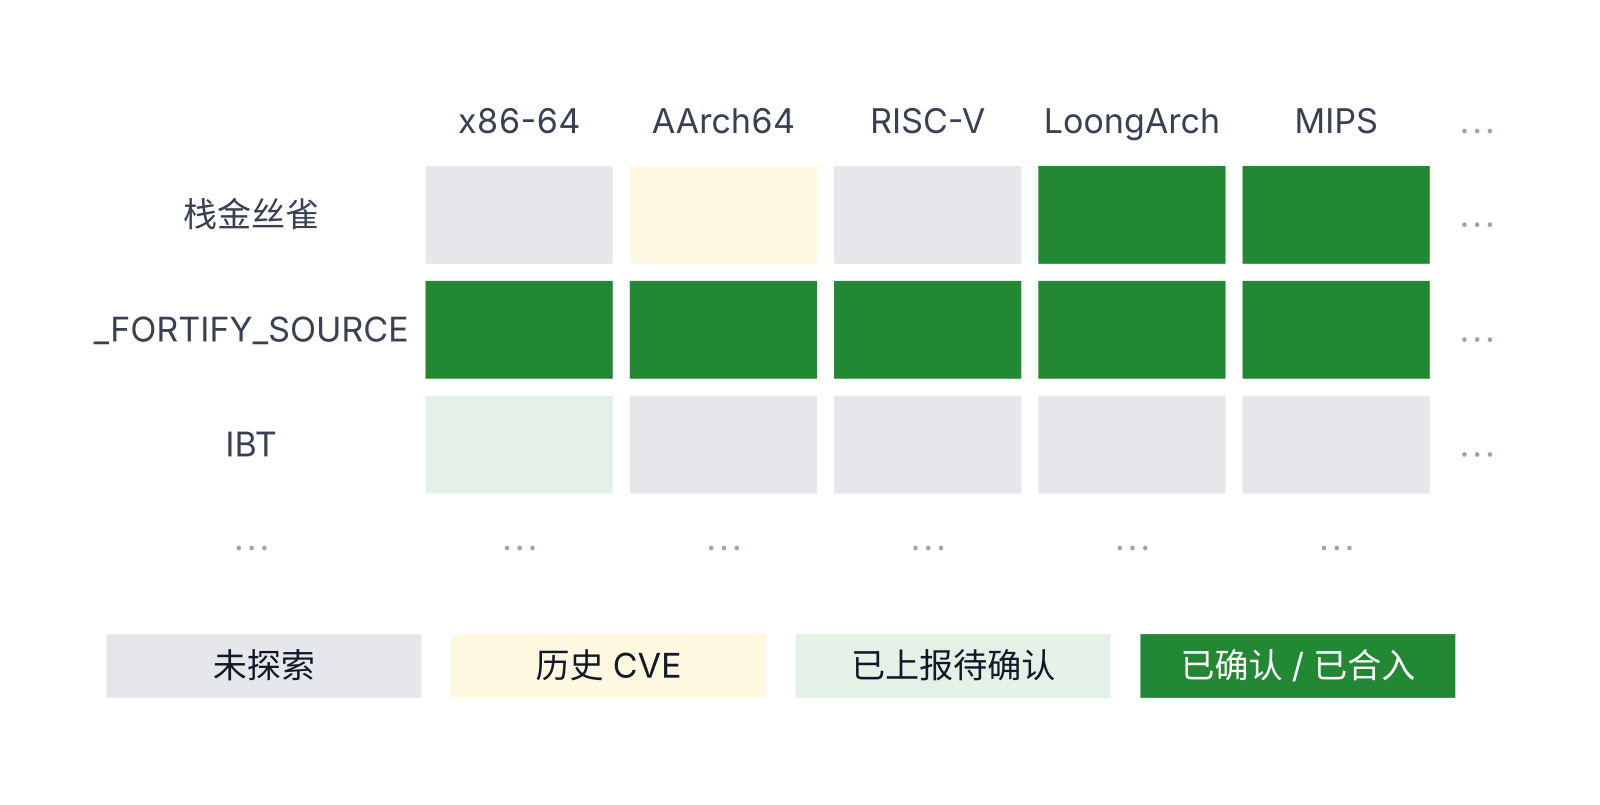 x86-64 AArch64 RISC-V LoongArch MIPS ...
栈金丝雀 ...
_FORTIFY_SOURCE ...
IBT ...
... ... ... ... ... ...
未探索 历史 CVE 已上报待确认 已确认 / 已合入